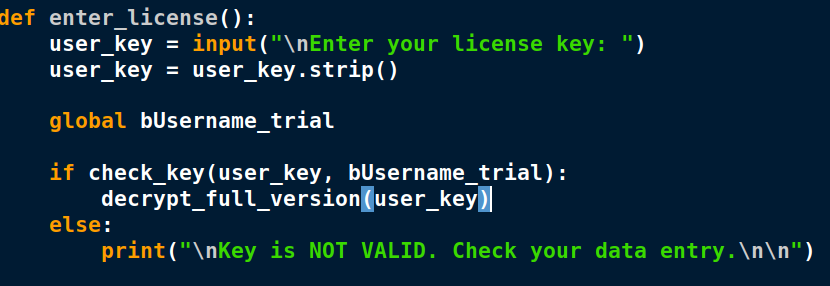 def enter_license():
    user_key = input("\nEnter your license key: ")
    user_key = user_key.strip()

    global bUsername_trial

    if check_key(user_key, bUsername_trial):
        decrypt_full_version(user_key)
    else:
        print("\nKey is NOT VALID. Check your data entry.\n\n")